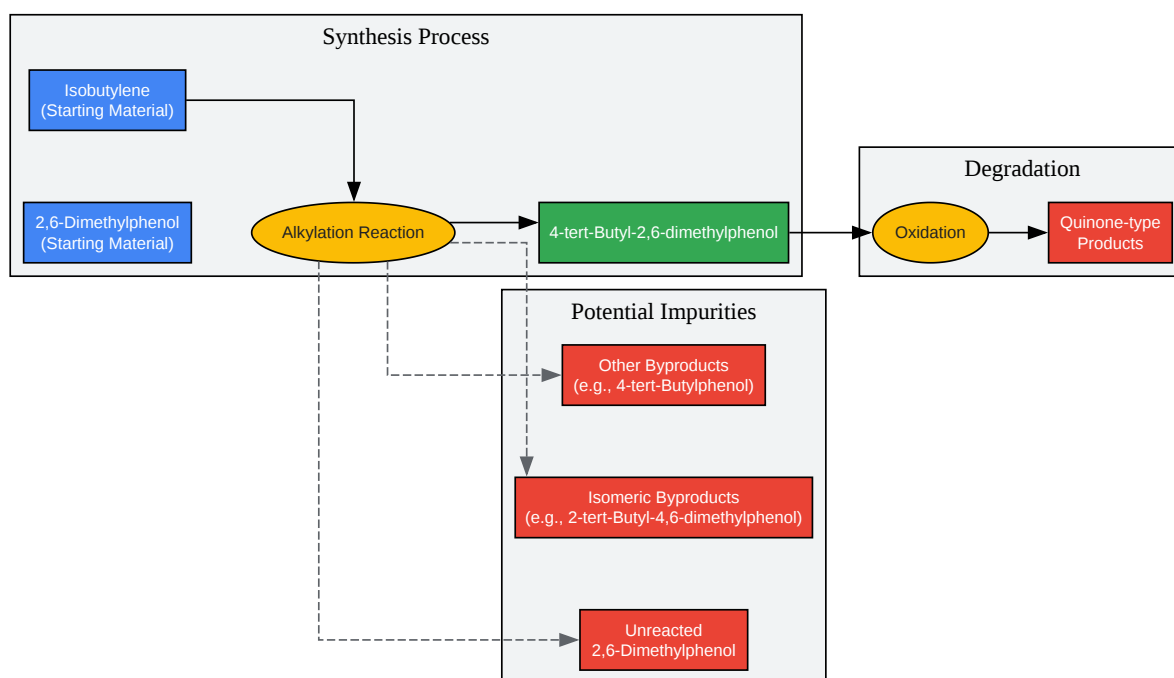 Synthesis Process
Isobutylene
(Starting Material)
2,6-Dimethylphenol
(Starting Material)
Alkylation Reaction
4-tert-Butyl-2,6-dimethylphenol
Degradation
Oxidation
Quinone-type
Products
Potential Impurities
Other Byproducts
(e.g., 4-tert-Butylphenol)
Isomeric Byproducts
(e.g., 2-tert-Butyl-4,6-dimethylphenol)
Unreacted
2,6-Dimethylphenol